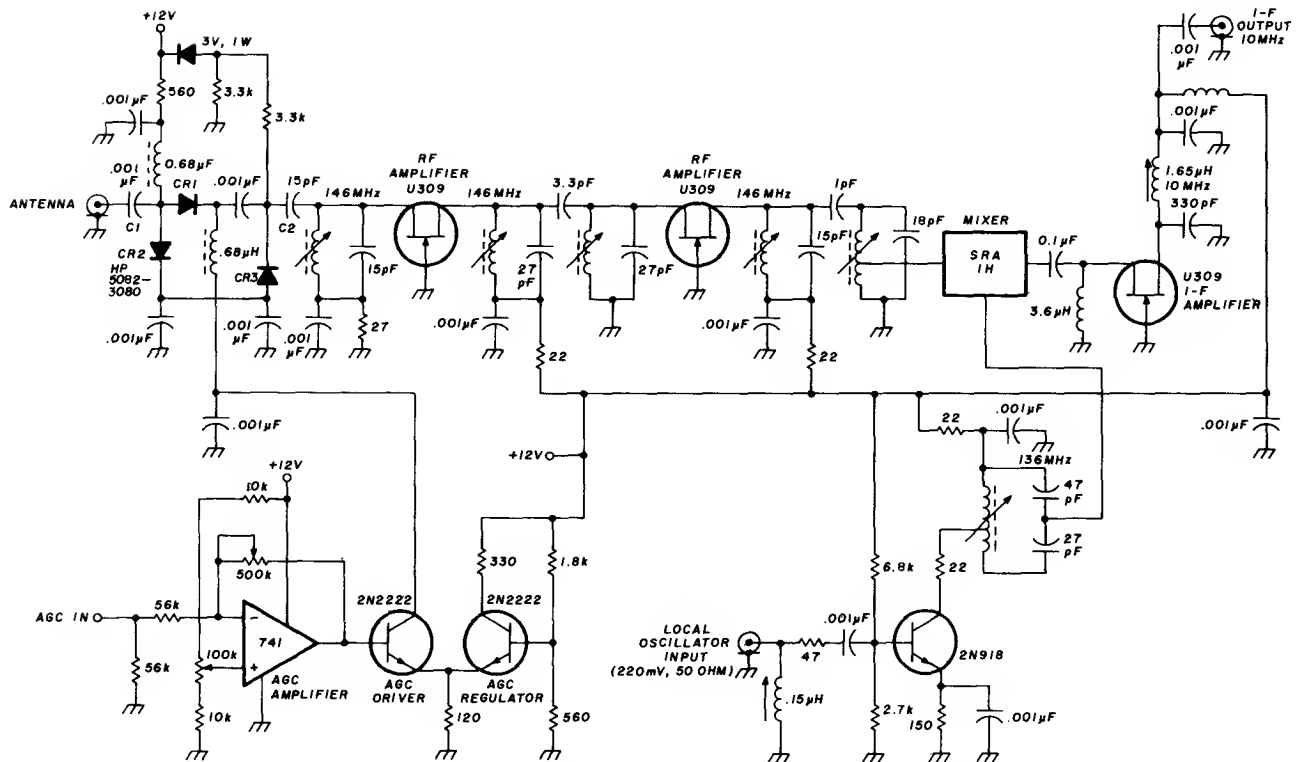 +12V
3V, 1W
560
3.3k
3.3k
.001µF
0.68µF
.001
µF
CR1
.001µF
15pF
ANTENNA
C1
C2
146MHz
CR2
HP
5082-
3080
.68µH
CR3
15pF
.001µF
.001
µF
.001
µF
27
RF
AMPLIFIER
U309
146MHz
3.3pF
27
pF
27pF
.001µF
22
RF
AMPLIFIER
U309
146MHz
1pF
15pF
18pF
.001µF
22
MIXER
SRA
1H
0.1µF
3.6µH
U309
I-F
AMPLIFIER
I-F
OUTPUT
10MHz
.001
µF
.001µF
1.65µH
10 MHz
330pF
.001µF
.001µF
+12V
10k
500k
AGC IN
56k
56k
741
-
+
100k
AGC
AMPLIFIER
10k
2N2222
AGC
DRIVER
2N2222
AGC
REGULATOR
330
1.8k
120
560
+12V
22
.001µF
136MHz
47
pF
27
pF
22
6.8k
.001µF
LOCAL
OSCILLATOR
INPUT
(220mV, 50 OHM)
47
.15µH
2N918
2.7k
150
.001µF